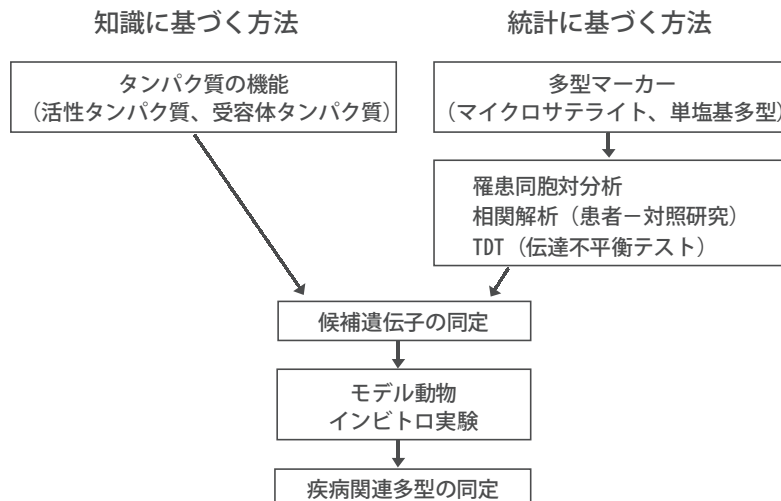 知識に基づく方法
統計に基づく方法
タンパク質の機能
(活性タンパク質、受容体タンパク質)
多型マーカー
(マイクロサテライト、単塩基多型)
罹患同胞対分析
相関解析（患者－対照研究）
TDT（伝達不平衡テスト）
候補遺伝子の同定
モデル動物
インビトロ実験
疾病関連多型の同定